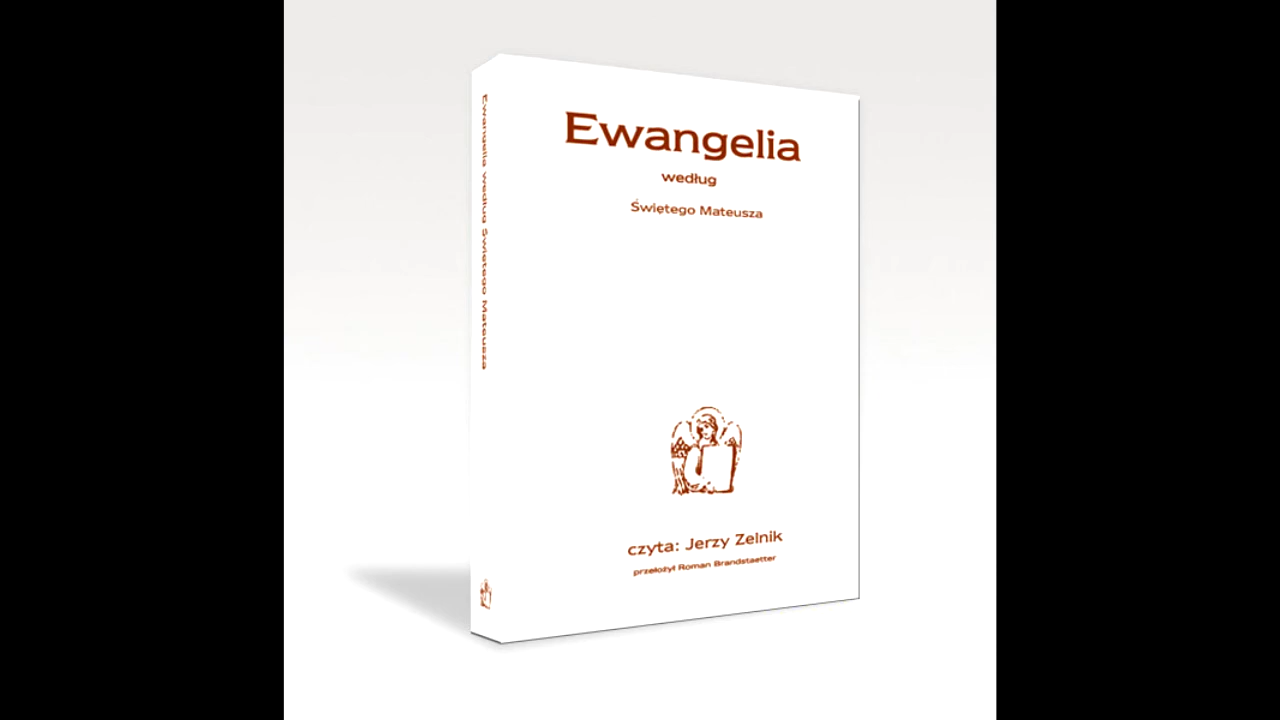 Ewangelia
według
Świętego Mateusza
czyta: Jerzy Zelnik
przełożył Roman Brandstaetter
Ewangelia według Świętego Mateusza